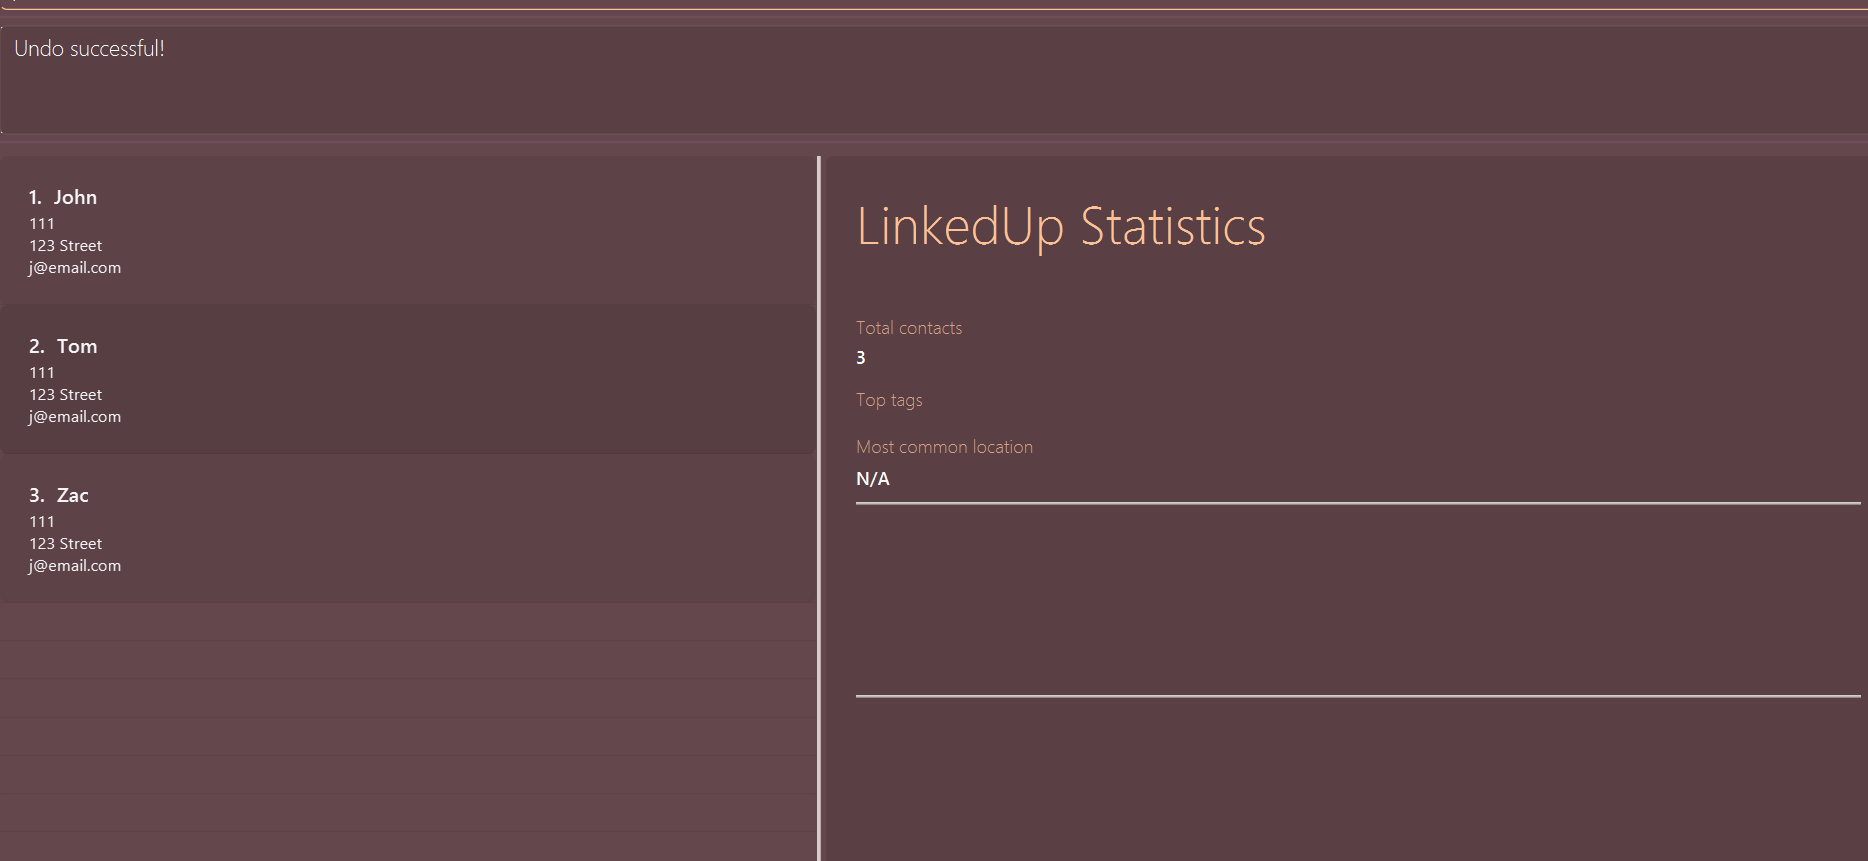 Undo successful!
1. John
111
123 Street
j@email.com
2. Tom
111
123 Street
j@email.com
3. Zac
111
123 Street
j@email.com
LinkedUp Statistics
Total contacts
3
Top tags
Most common location
N/A